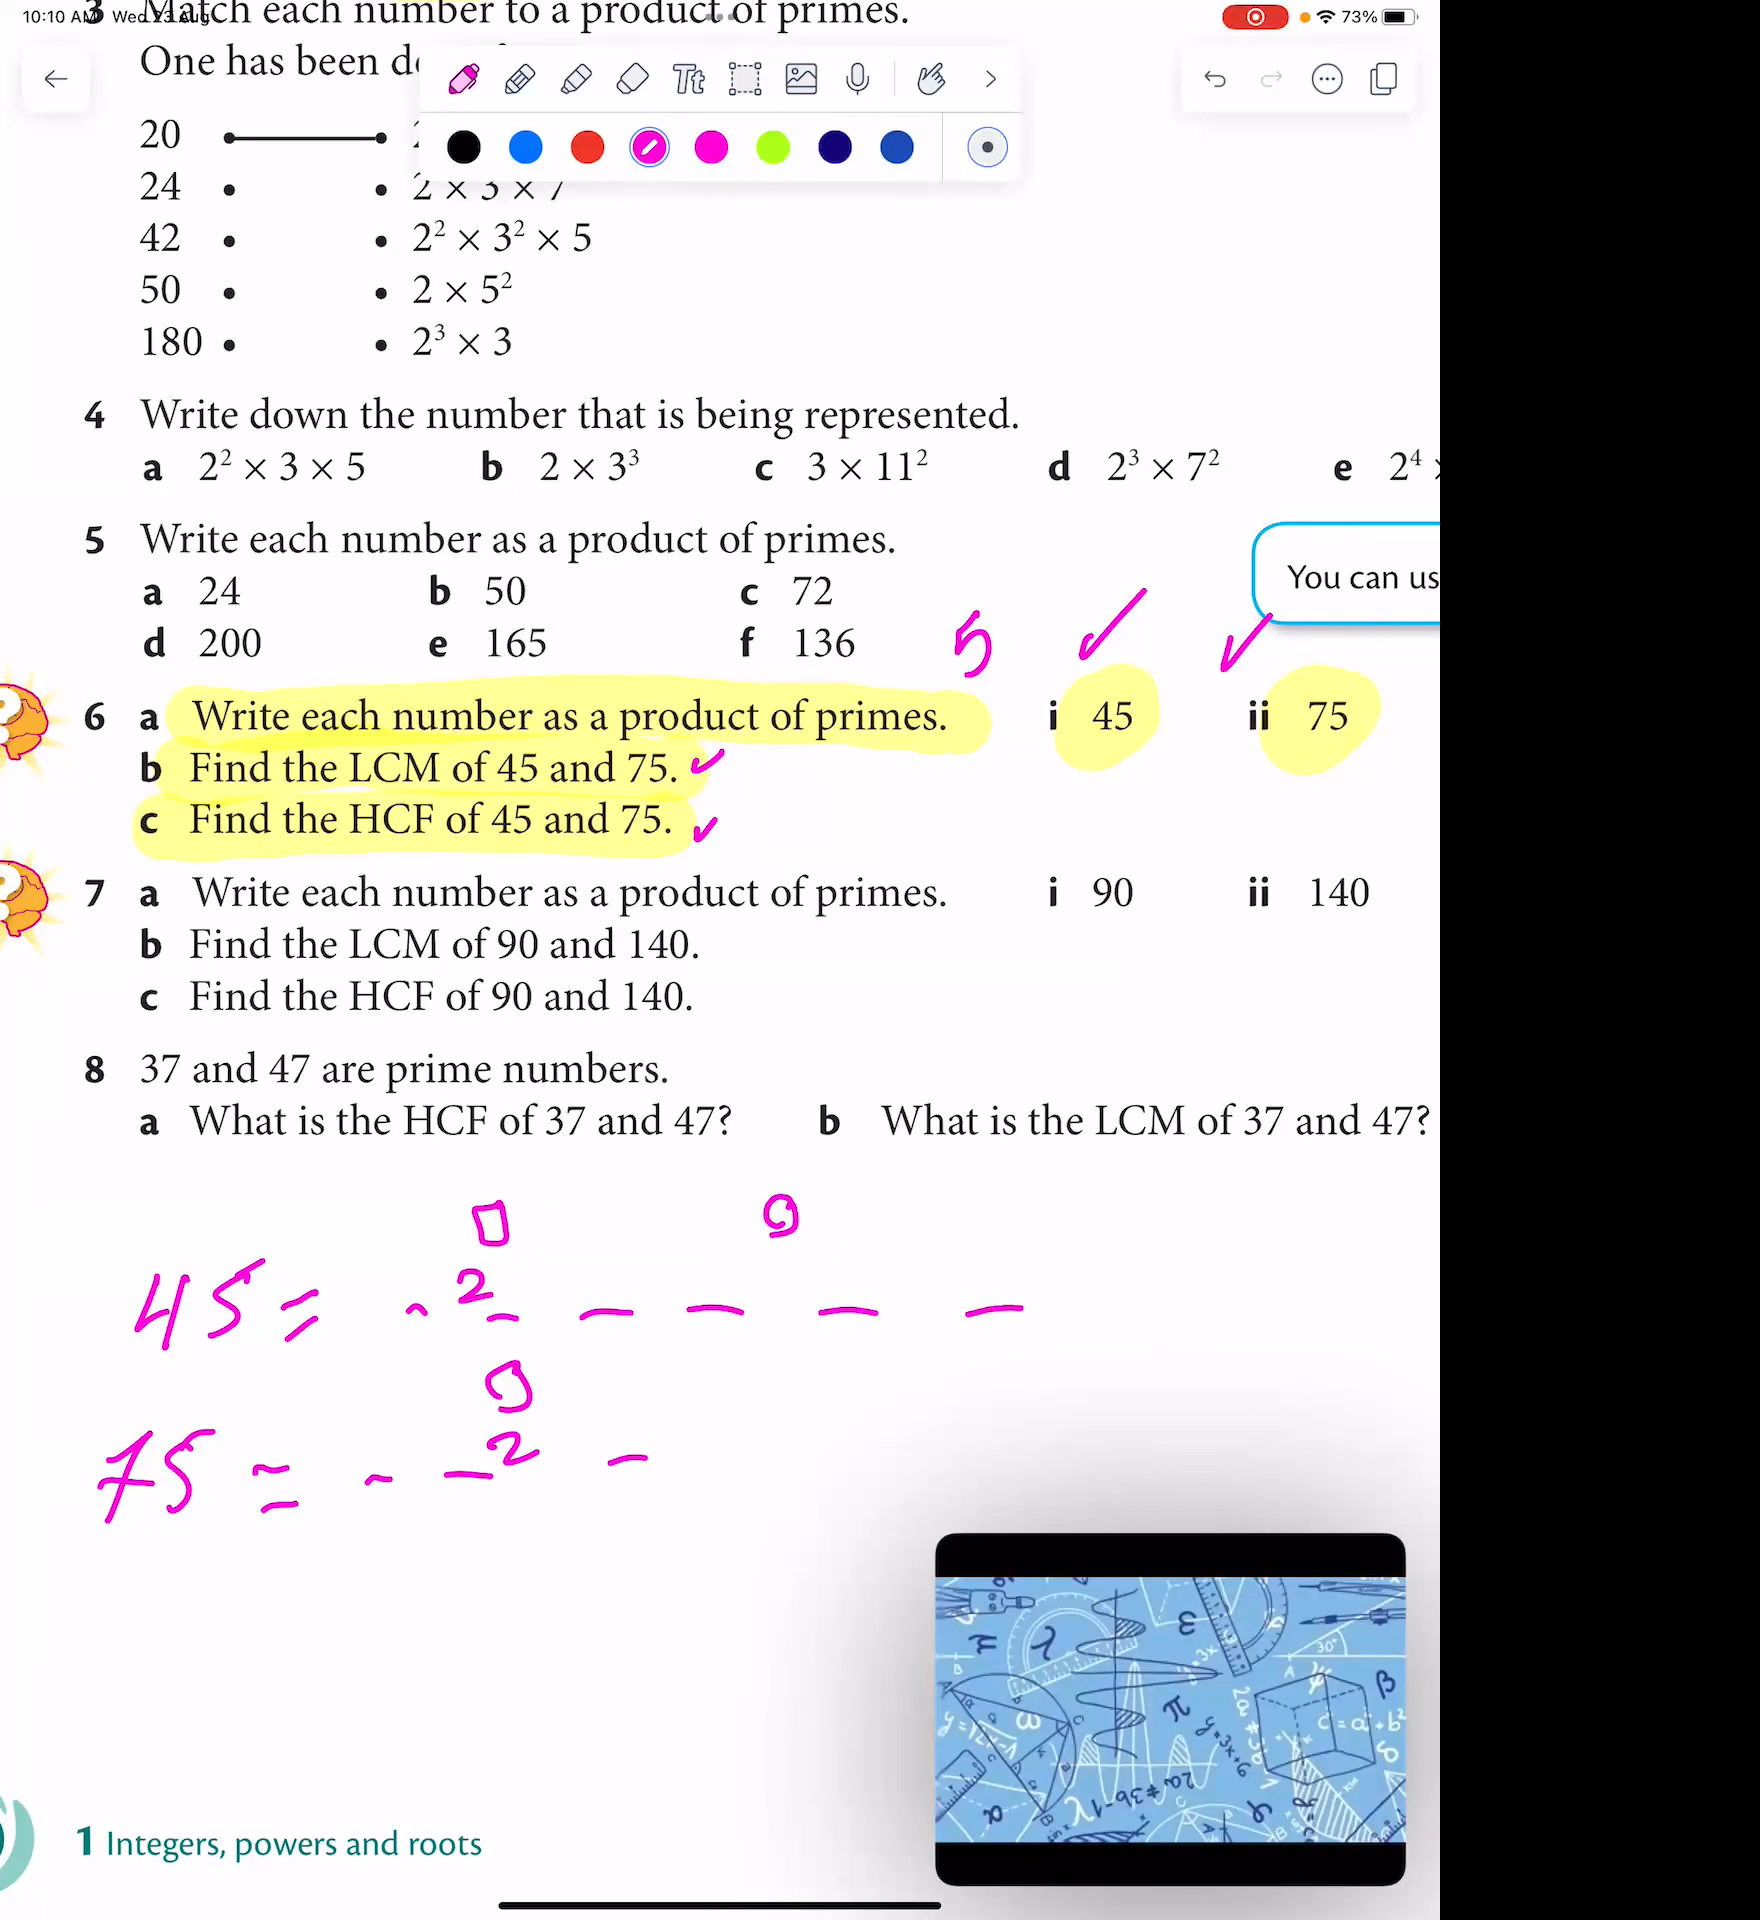 10:10 AM Wed 23 Aug 73%
3 Match each number to a product of primes.
One has been
Tt
20
24 2 × 3 × 7
42 2² × 3² × 5
50 2 × 5²
180 2³ × 3
4 Write down the number that is being represented.
a 2² × 3 × 5 b 2 × 3³ c 3 × 11² d 2³ × 7² e 2⁴
5 Write each number as a product of primes.
You can
a 24 b 50 c 72
d 200 e 165 f 136 5
6 a Write each number as a product of primes. i 45 ii 75
b Find the LCM of 45 and 75.
c Find the HCF of 45 and 75.
7 a Write each number as a product of primes. i 90 ii 140
b Find the LCM of 90 and 140.
c Find the HCF of 90 and 140.
8 37 and 47 are prime numbers.
a What is the HCF of 37 and 47? b What is the LCM of 37 and 47?
45 = 2
75 = 2
1 Integers, powers and roots